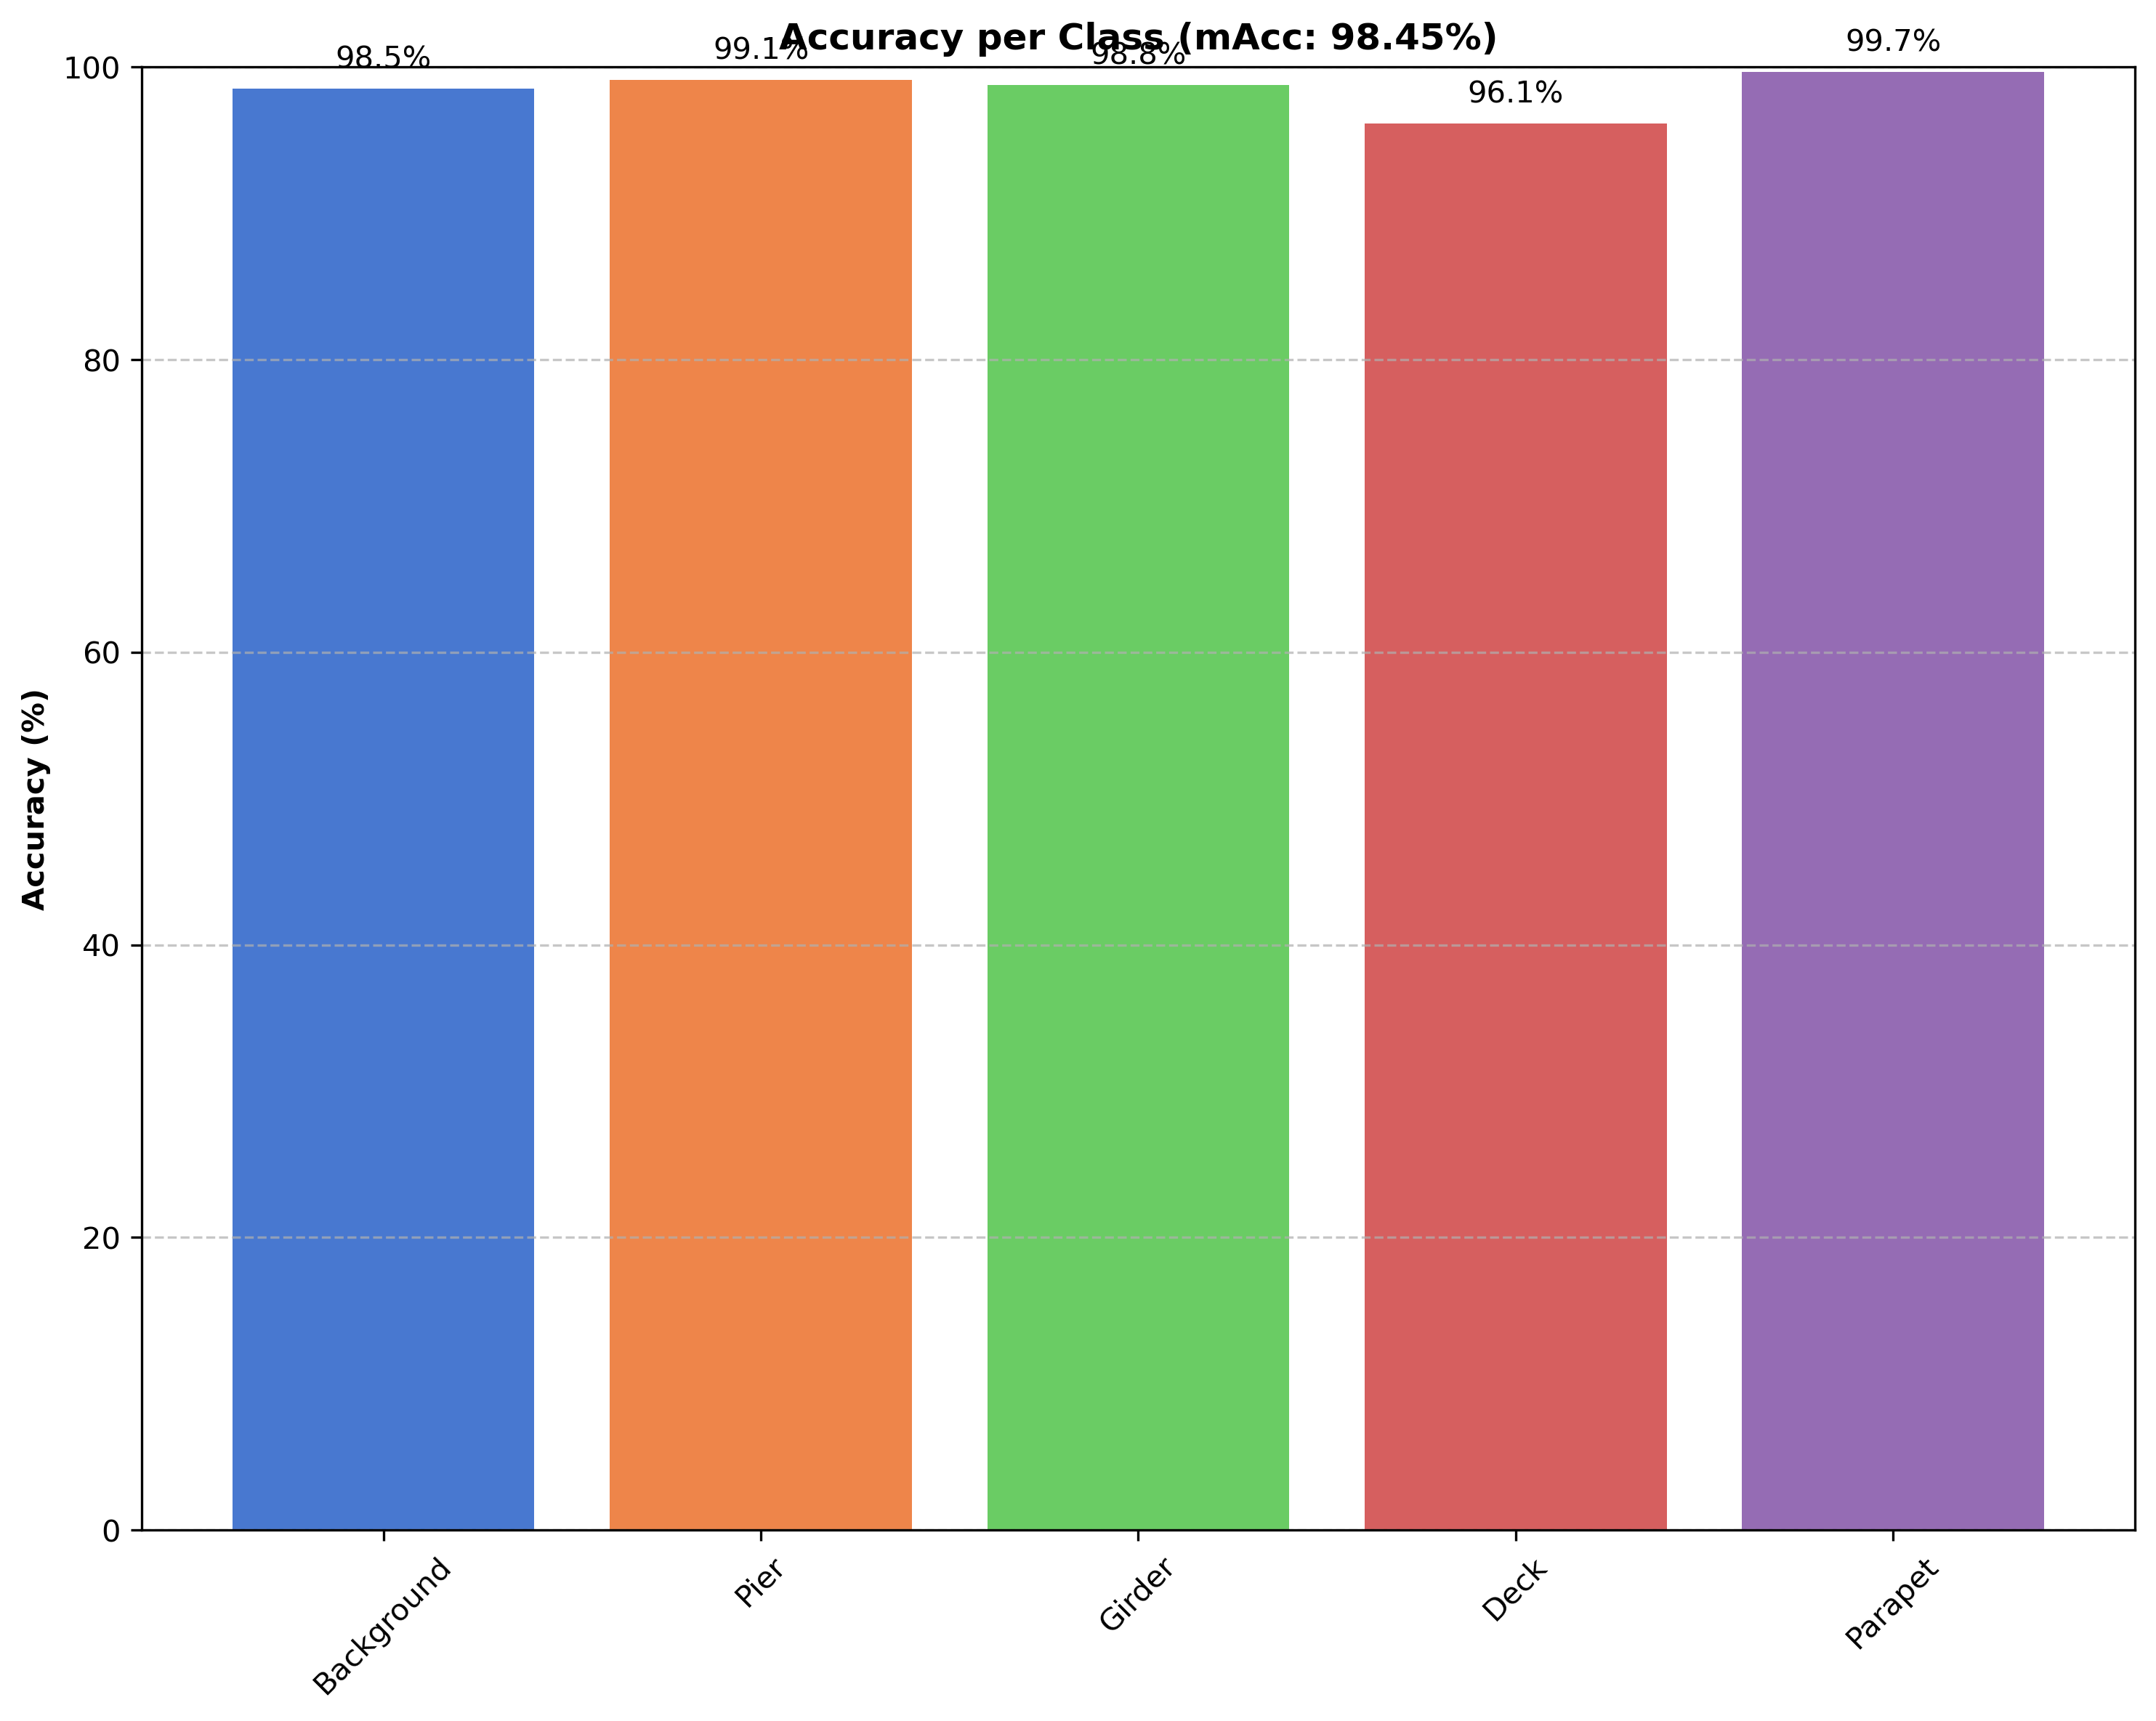 Accuracy per Class (mAcc: 98.45%)
98.5%
99.1%
98.8%
96.1%
99.7%
100
80
60
40
20
0
Accuracy (%)
Background
Pier
Girder
Deck
Parapet